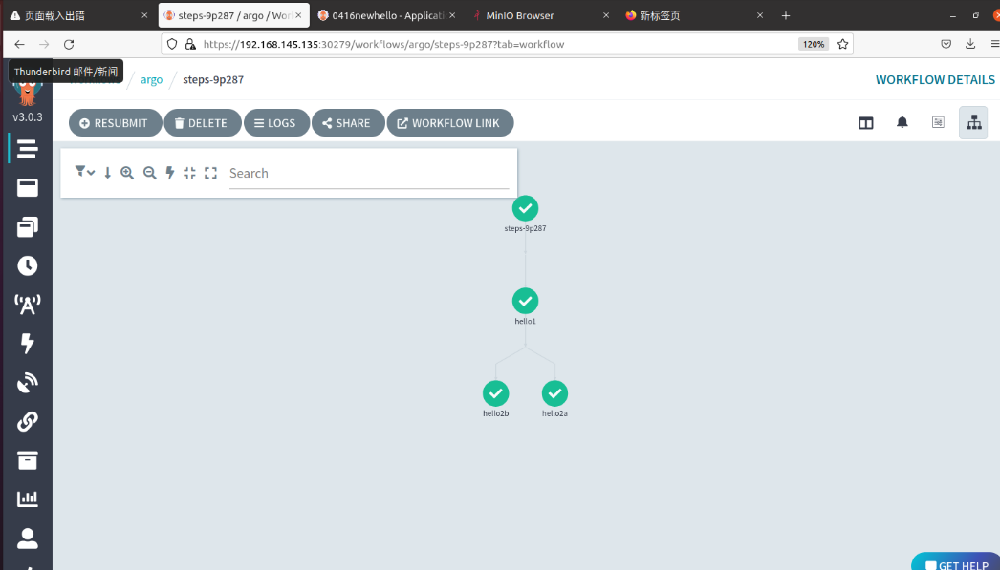 页面载入出错
steps-9p287 / argo / Wor
0416newhello - Applicati
MinIO Browser
新标签页
https://192.168.145.135:30279/workflows/argo/steps-9p287?tab=workflow
120%
Thunderbird 邮件/新闻
argo
steps-9p287
WORKFLOW DETAILS
v3.0.3
RESUBMIT
DELETE
LOGS
SHARE
WORKFLOW LINK
Search
steps-9p287
hello1
hello2b
hello2a
GET HELP